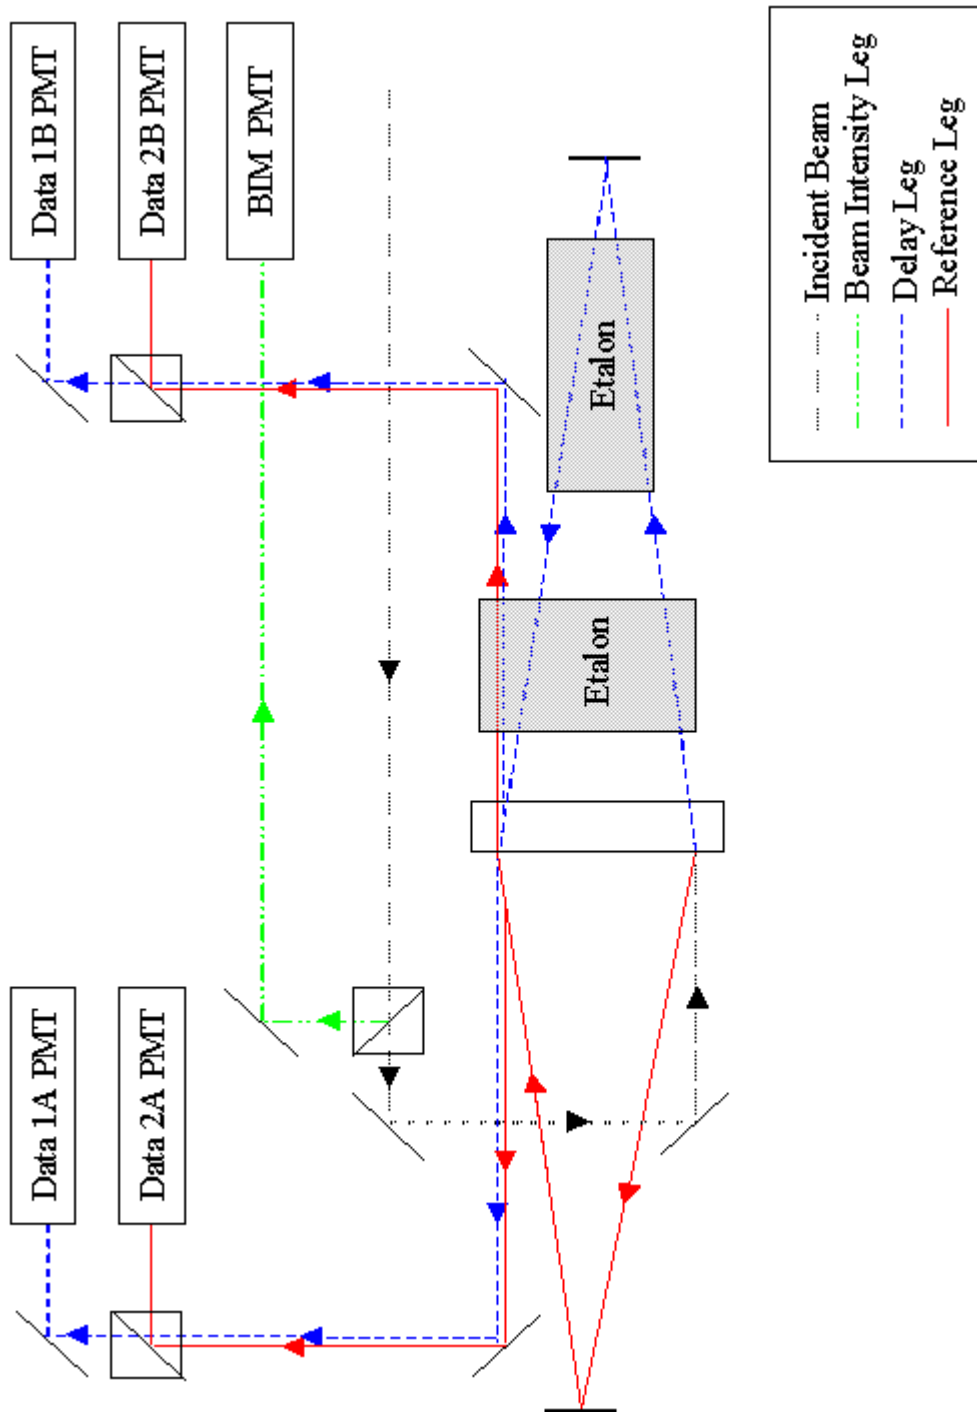 Data 1B PMT
Data 2B PMT
BIM PMT
Etalon
Etalon
Data 1A PMT
Data 2A PMT
Incident Beam
Beam Intensity Leg
Delay Leg
Reference Leg